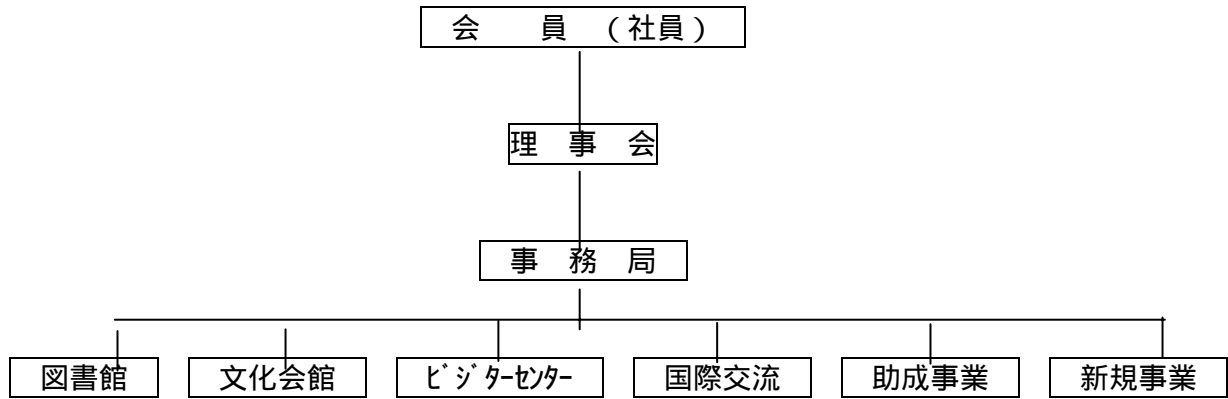 会　員（社員）
理　事　会
事　務　局
図書館　文化会館　ﾋﾞｼﾞﾀｰｾﾝﾀｰ　国際交流　助成事業　新規事業